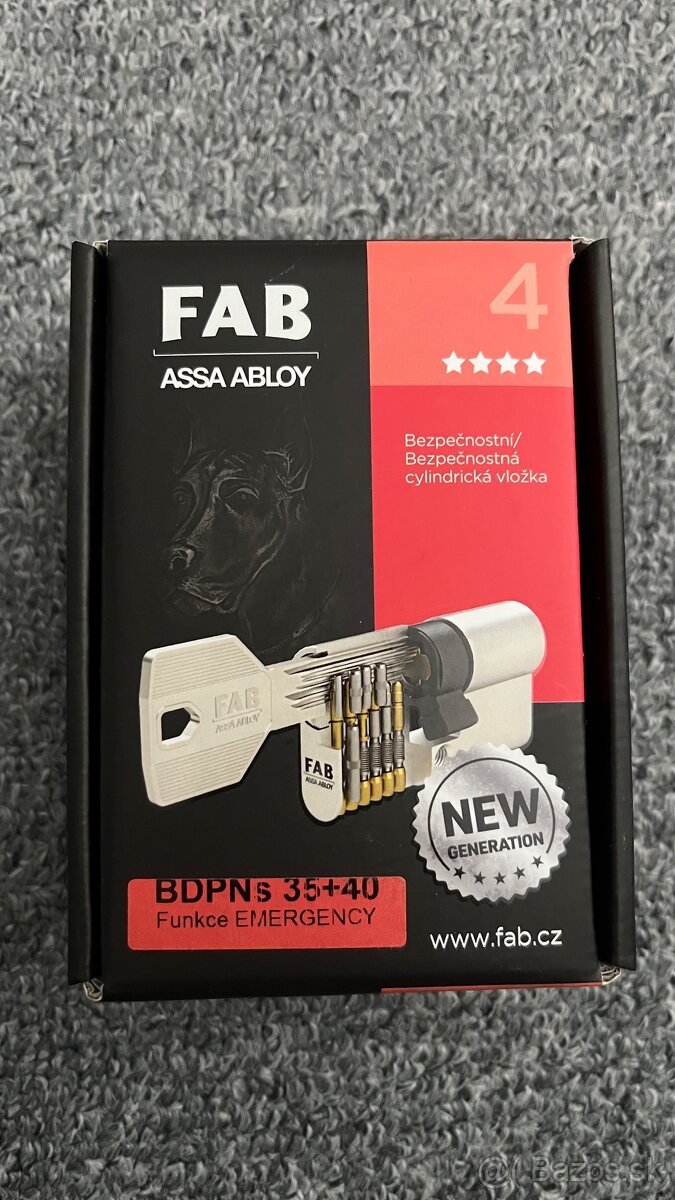 FAB
ASSA ABLOY
4
Bezpečnostní/
Bezpečnostná
cylindrická vložka
FAB
ASSA ABLOY
FAB
ASSA ABLOY
NEW
GENERATION
BDPNs 35+40
Funkce EMERGENCY
www.fab.cz
@ Bazos.sk